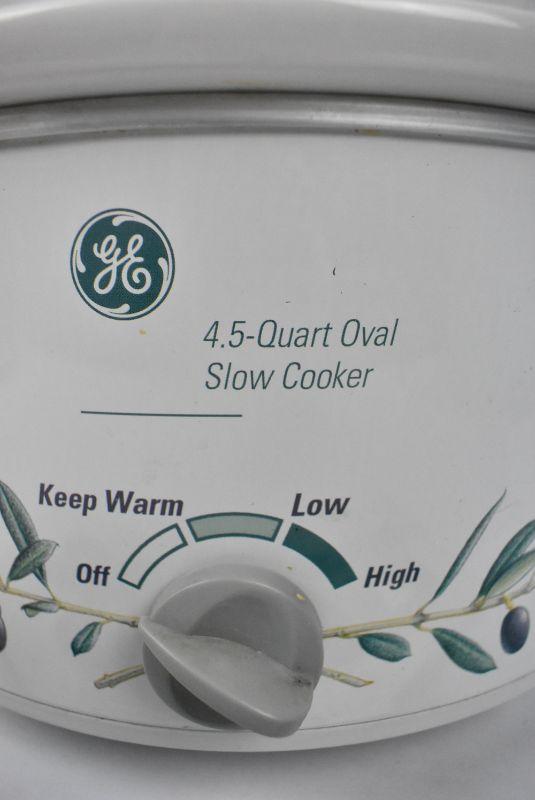 GE
4.5-Quart Oval
Slow Cooker
Keep Warm
Low
Off
High